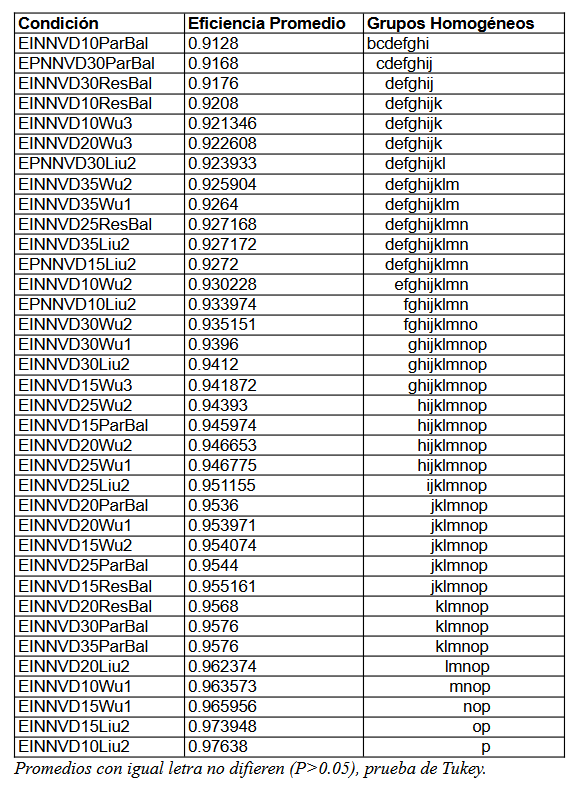 Condición Eficiencia Promedio Grupos Homogéneos
EINNVD10ParBal 0.9128 bcdefghi
EPNNVD30ParBal 0.9168 cdefghij
EINNVD30ResBal 0.9176 defghij
EINNVD10ResBal 0.9208 defghijk
EINNVD10Wu3 0.921346 defghijk
EINNVD20Wu3 0.922608 defghijk
EPNNVD30Liu2 0.923933 defghijkl
EINNVD35Wu2 0.925904 defghijklm
EINNVD35Wu1 0.9264 defghijklm
EINNVD25ResBal 0.927168 defghijklmn
EINNVD35Liu2 0.927172 defghijklmn
EPNNVD15Liu2 0.9272 defghijklmn
EINNVD10Wu2 0.930228 efghijklmn
EPNNVD10Liu2 0.933974 fghijklmn
EINNVD30Wu2 0.935151 fghijklmno
EINNVD30Wu1 0.9396 ghijklmnop
EINNVD30Liu2 0.9412 ghijklmnop
EINNVD15Wu3 0.941872 ghijklmnop
EINNVD25Wu2 0.94393 hijklmnop
EINNVD15ParBal 0.945974 hijklmnop
EINNVD20Wu2 0.946653 hijklmnop
EINNVD25Wu1 0.946775 hijklmnop
EINNVD25Liu2 0.951155 ijklmnop
EINNVD20ParBal 0.9536 jklmnop
EINNVD20Wu1 0.953971 jklmnop
EINNVD15Wu2 0.954074 jklmnop
EINNVD25ParBal 0.9544 jklmnop
EINNVD15ResBal 0.955161 jklmnop
EINNVD20ResBal 0.9568 klmnop
EINNVD30ParBal 0.9576 klmnop
EINNVD35ParBal 0.9576 klmnop
EINNVD20Liu2 0.962374 lmnop
EINNVD10Wu1 0.963573 mnop
EINNVD15Wu1 0.965956 nop
EINNVD15Liu2 0.973948 op
EINNVD10Liu2 0.97638 p
Promedios con igual letra no difieren (P>0.05), prueba de Tukey.